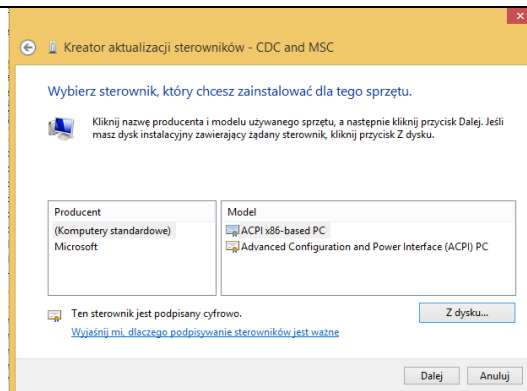 Kreator aktualizacji sterowników - CDC and MSC
Wybierz sterownik, który chcesz zainstalować dla tego sprzętu.
Kliknij nazwę producenta i modelu używanego sprzętu, a następnie kliknij przycisk Dalej. Jeśli
masz dysk instalacyjny zawierający żądany sterownik, kliknij przycisk Z dysku.
Producent
(Komputery standardowe)
Microsoft
Model
ACPI x86-based PC
Advanced Configuration and Power Interface (ACPI) PC
Ten sterownik jest podpisany cyfrowo.
Z dysku...
Wyjaśnij mi, dlaczego podpisywanie sterowników jest ważne
Dalej
Anuluj